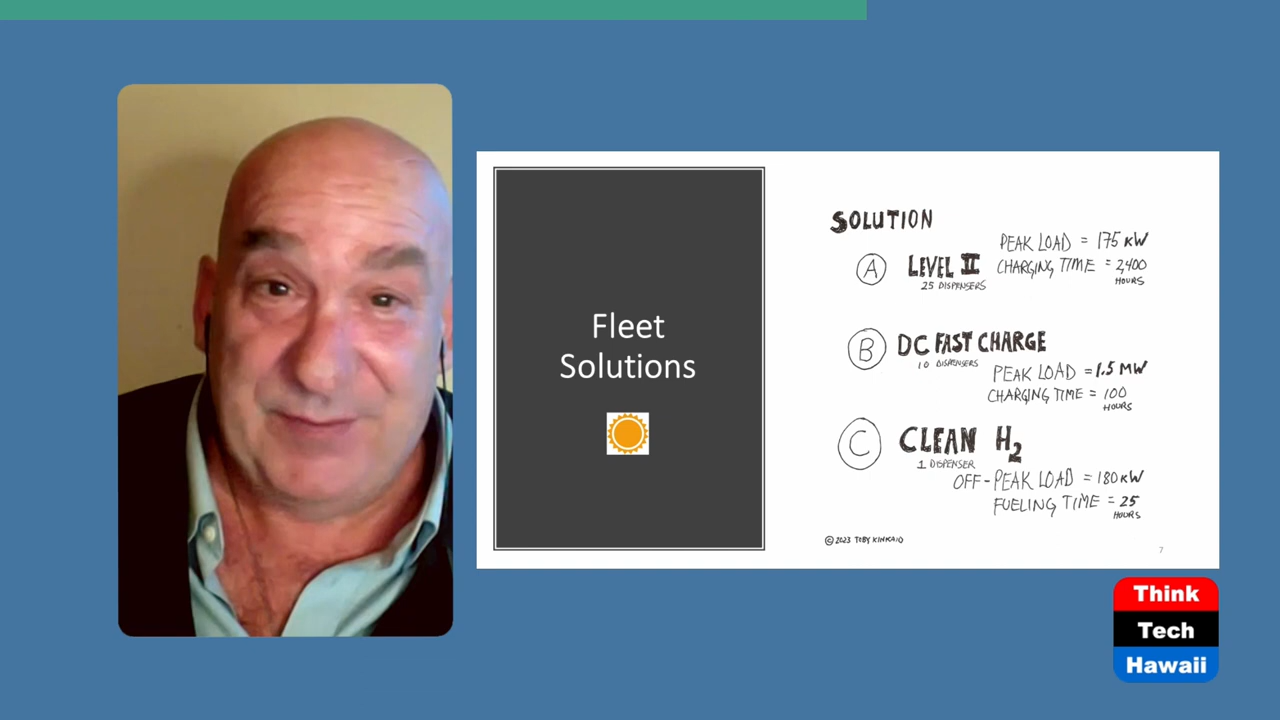 Fleet
Solutions
SOLUTION
A LEVEL II PEAK LOAD = 175 KW
25 DISPENSERS CHARGING TIME = 2,400
HOURS
B DC FAST CHARGE
10 DISPENSERS PEAK LOAD = 1.5 MW
CHARGING TIME = 100
HOURS
C CLEAN H2
1 DISPENSER
OFF-PEAK LOAD = 180 KW
FUELING TIME = 25
HOURS
© 2023 TOBY KINKAID
7
Think
Tech
Hawaii